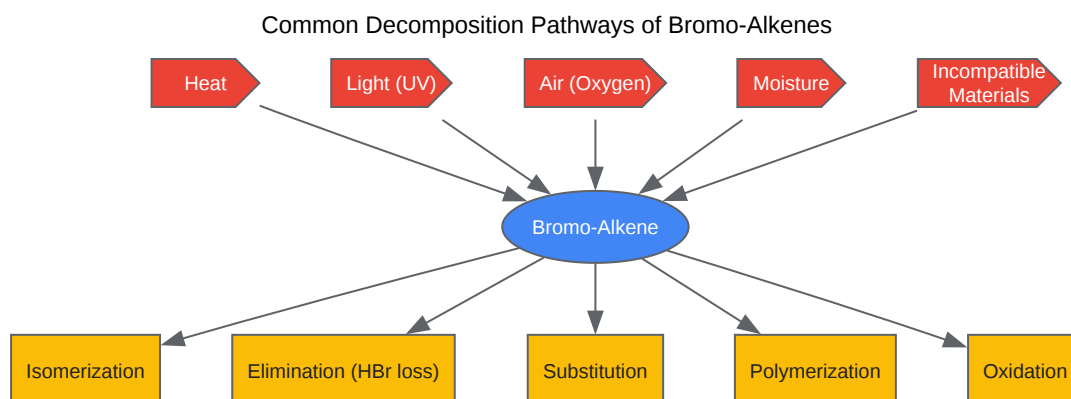 Common Decomposition Pathways of Bromo-Alkenes
Heat
Light (UV)
Air (Oxygen)
Moisture
Incompatible
Materials
Bromo-Alkene
Isomerization
Elimination (HBr loss)
Substitution
Polymerization
Oxidation